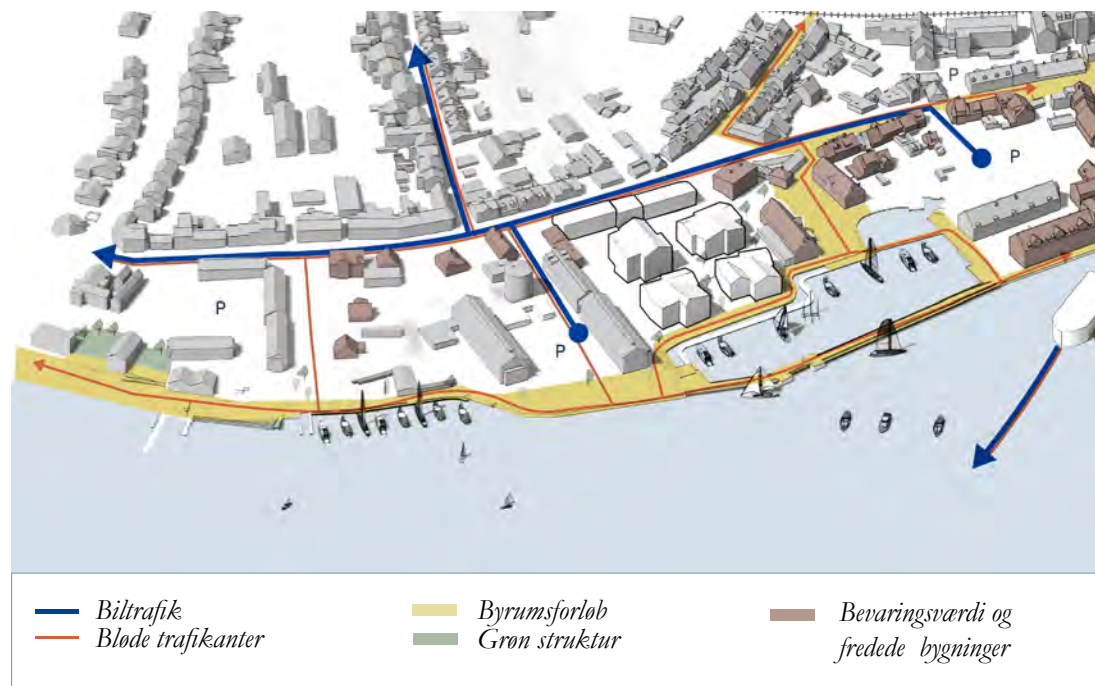 P
P
P
P
Biltrafik
Bløde trafikanter
Byrumsforløb
Grøn struktur
Bevaringsværdi og
fredede bygninger